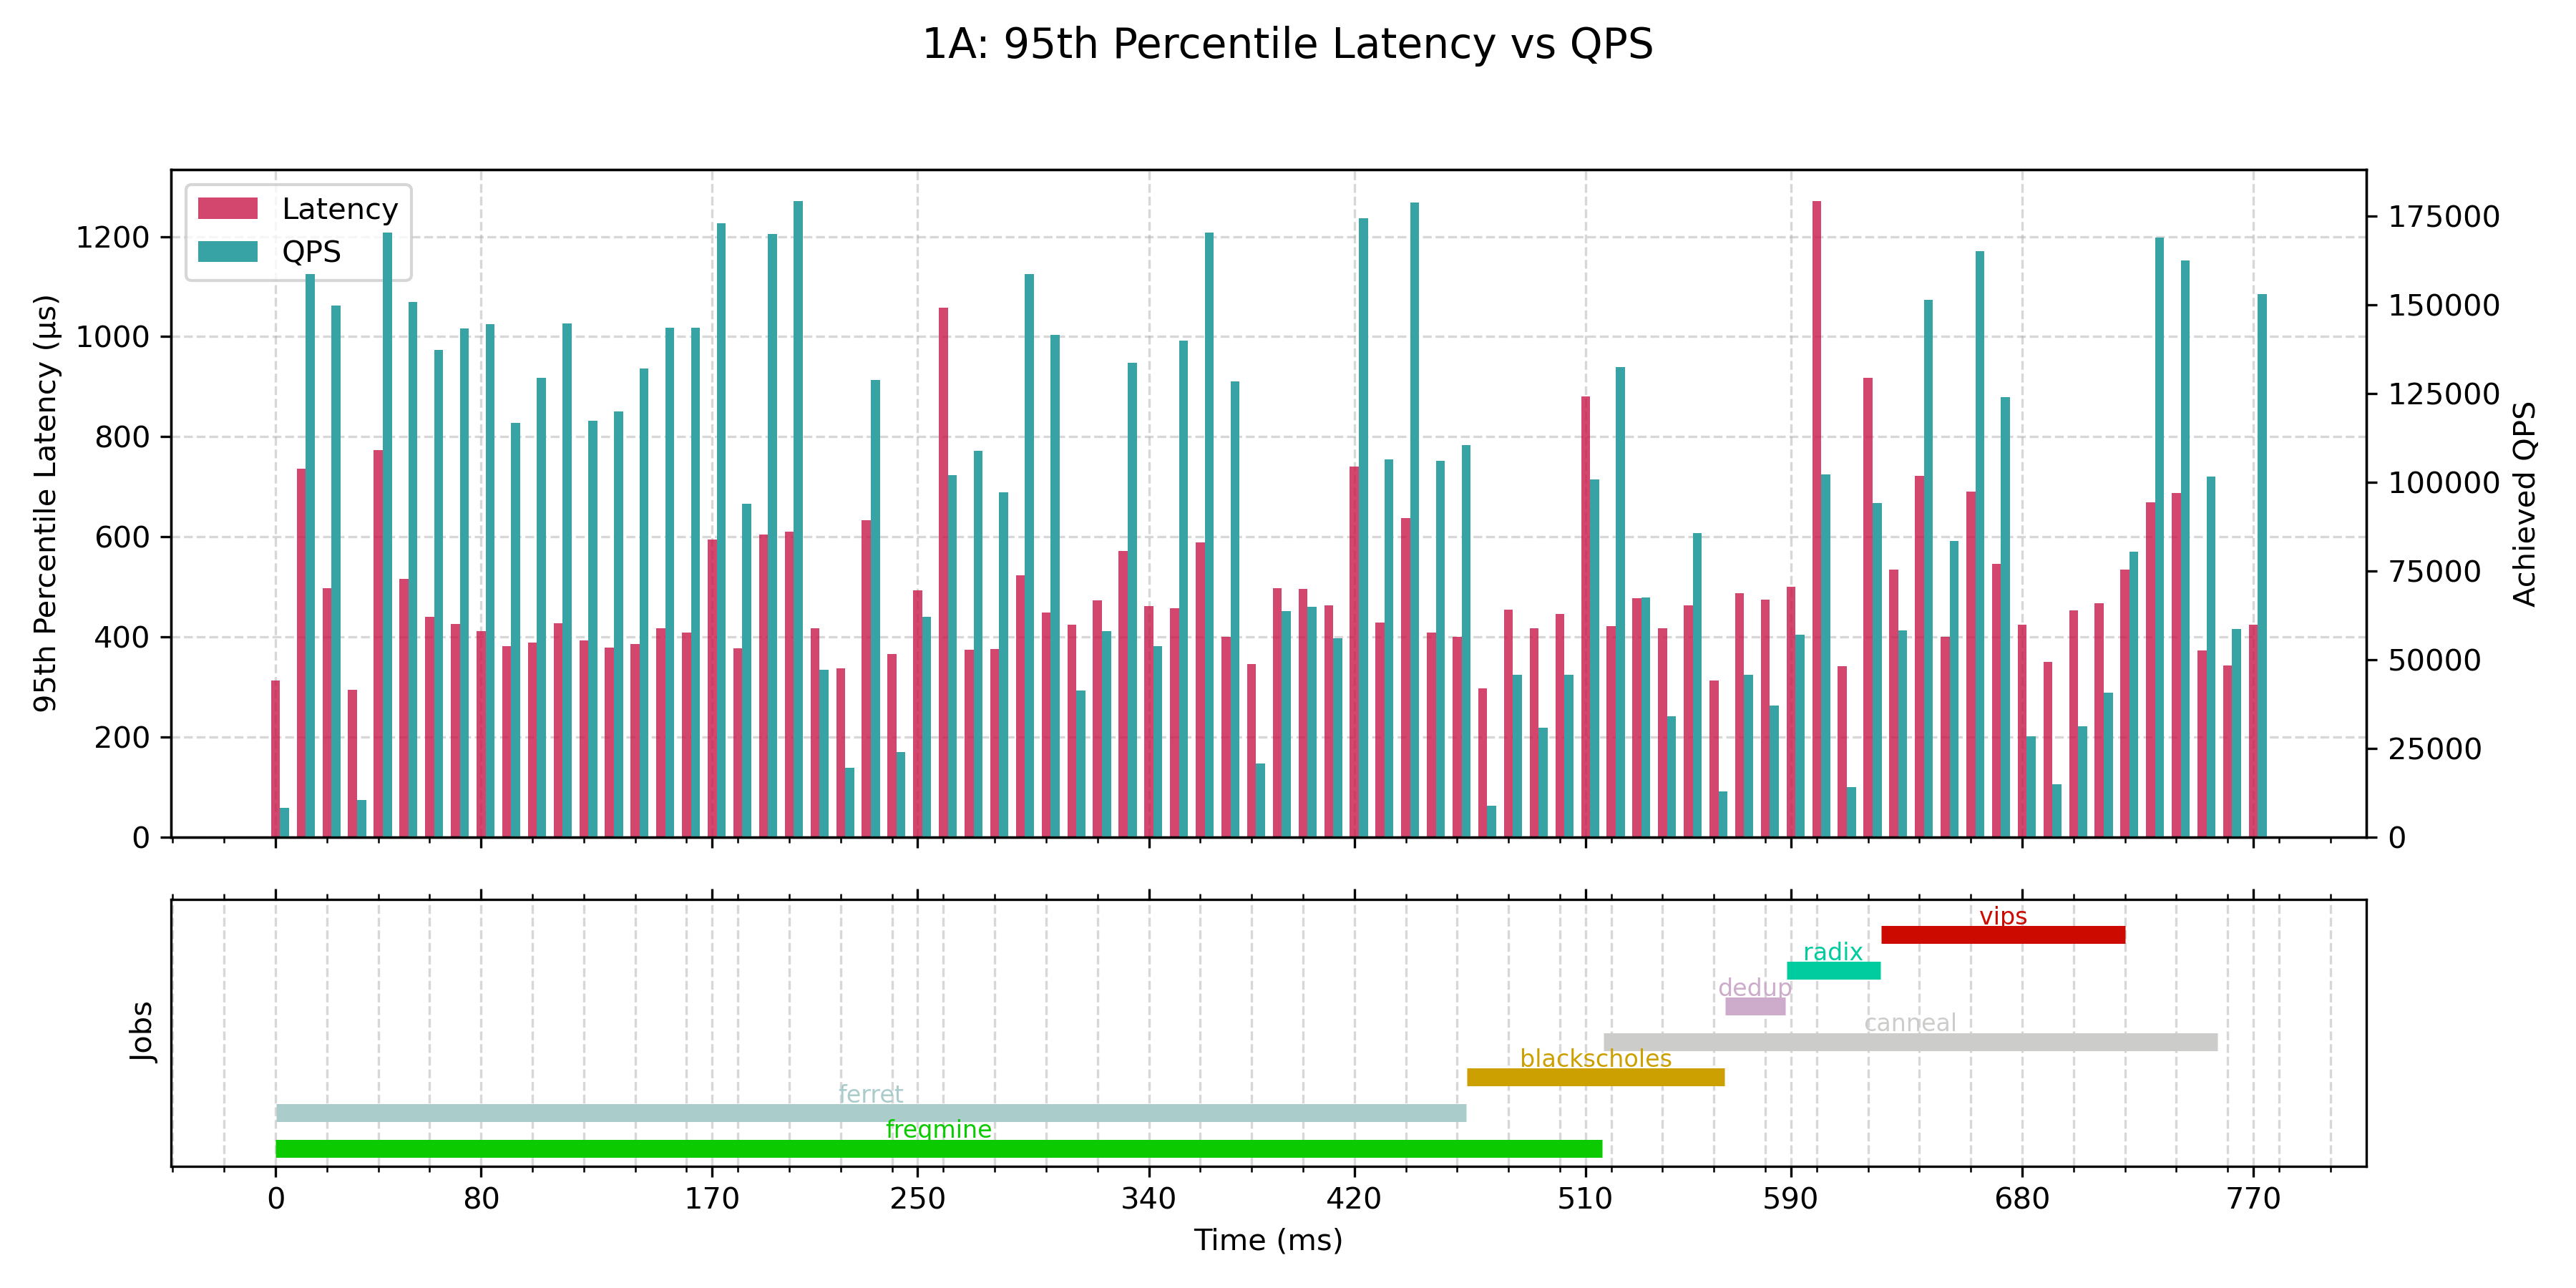 1A: 95th Percentile Latency vs QPS
Latency
QPS
95th Percentile Latency (μs)
1200
1000
800
600
400
200
0
Achieved QPS
175000
150000
125000
100000
75000
50000
25000
0
Jobs
vips
radix
dedup
canneal
blackscholes
ferret
freqmine
0 80 170 250 340 420 510 590 680 770
Time (ms)